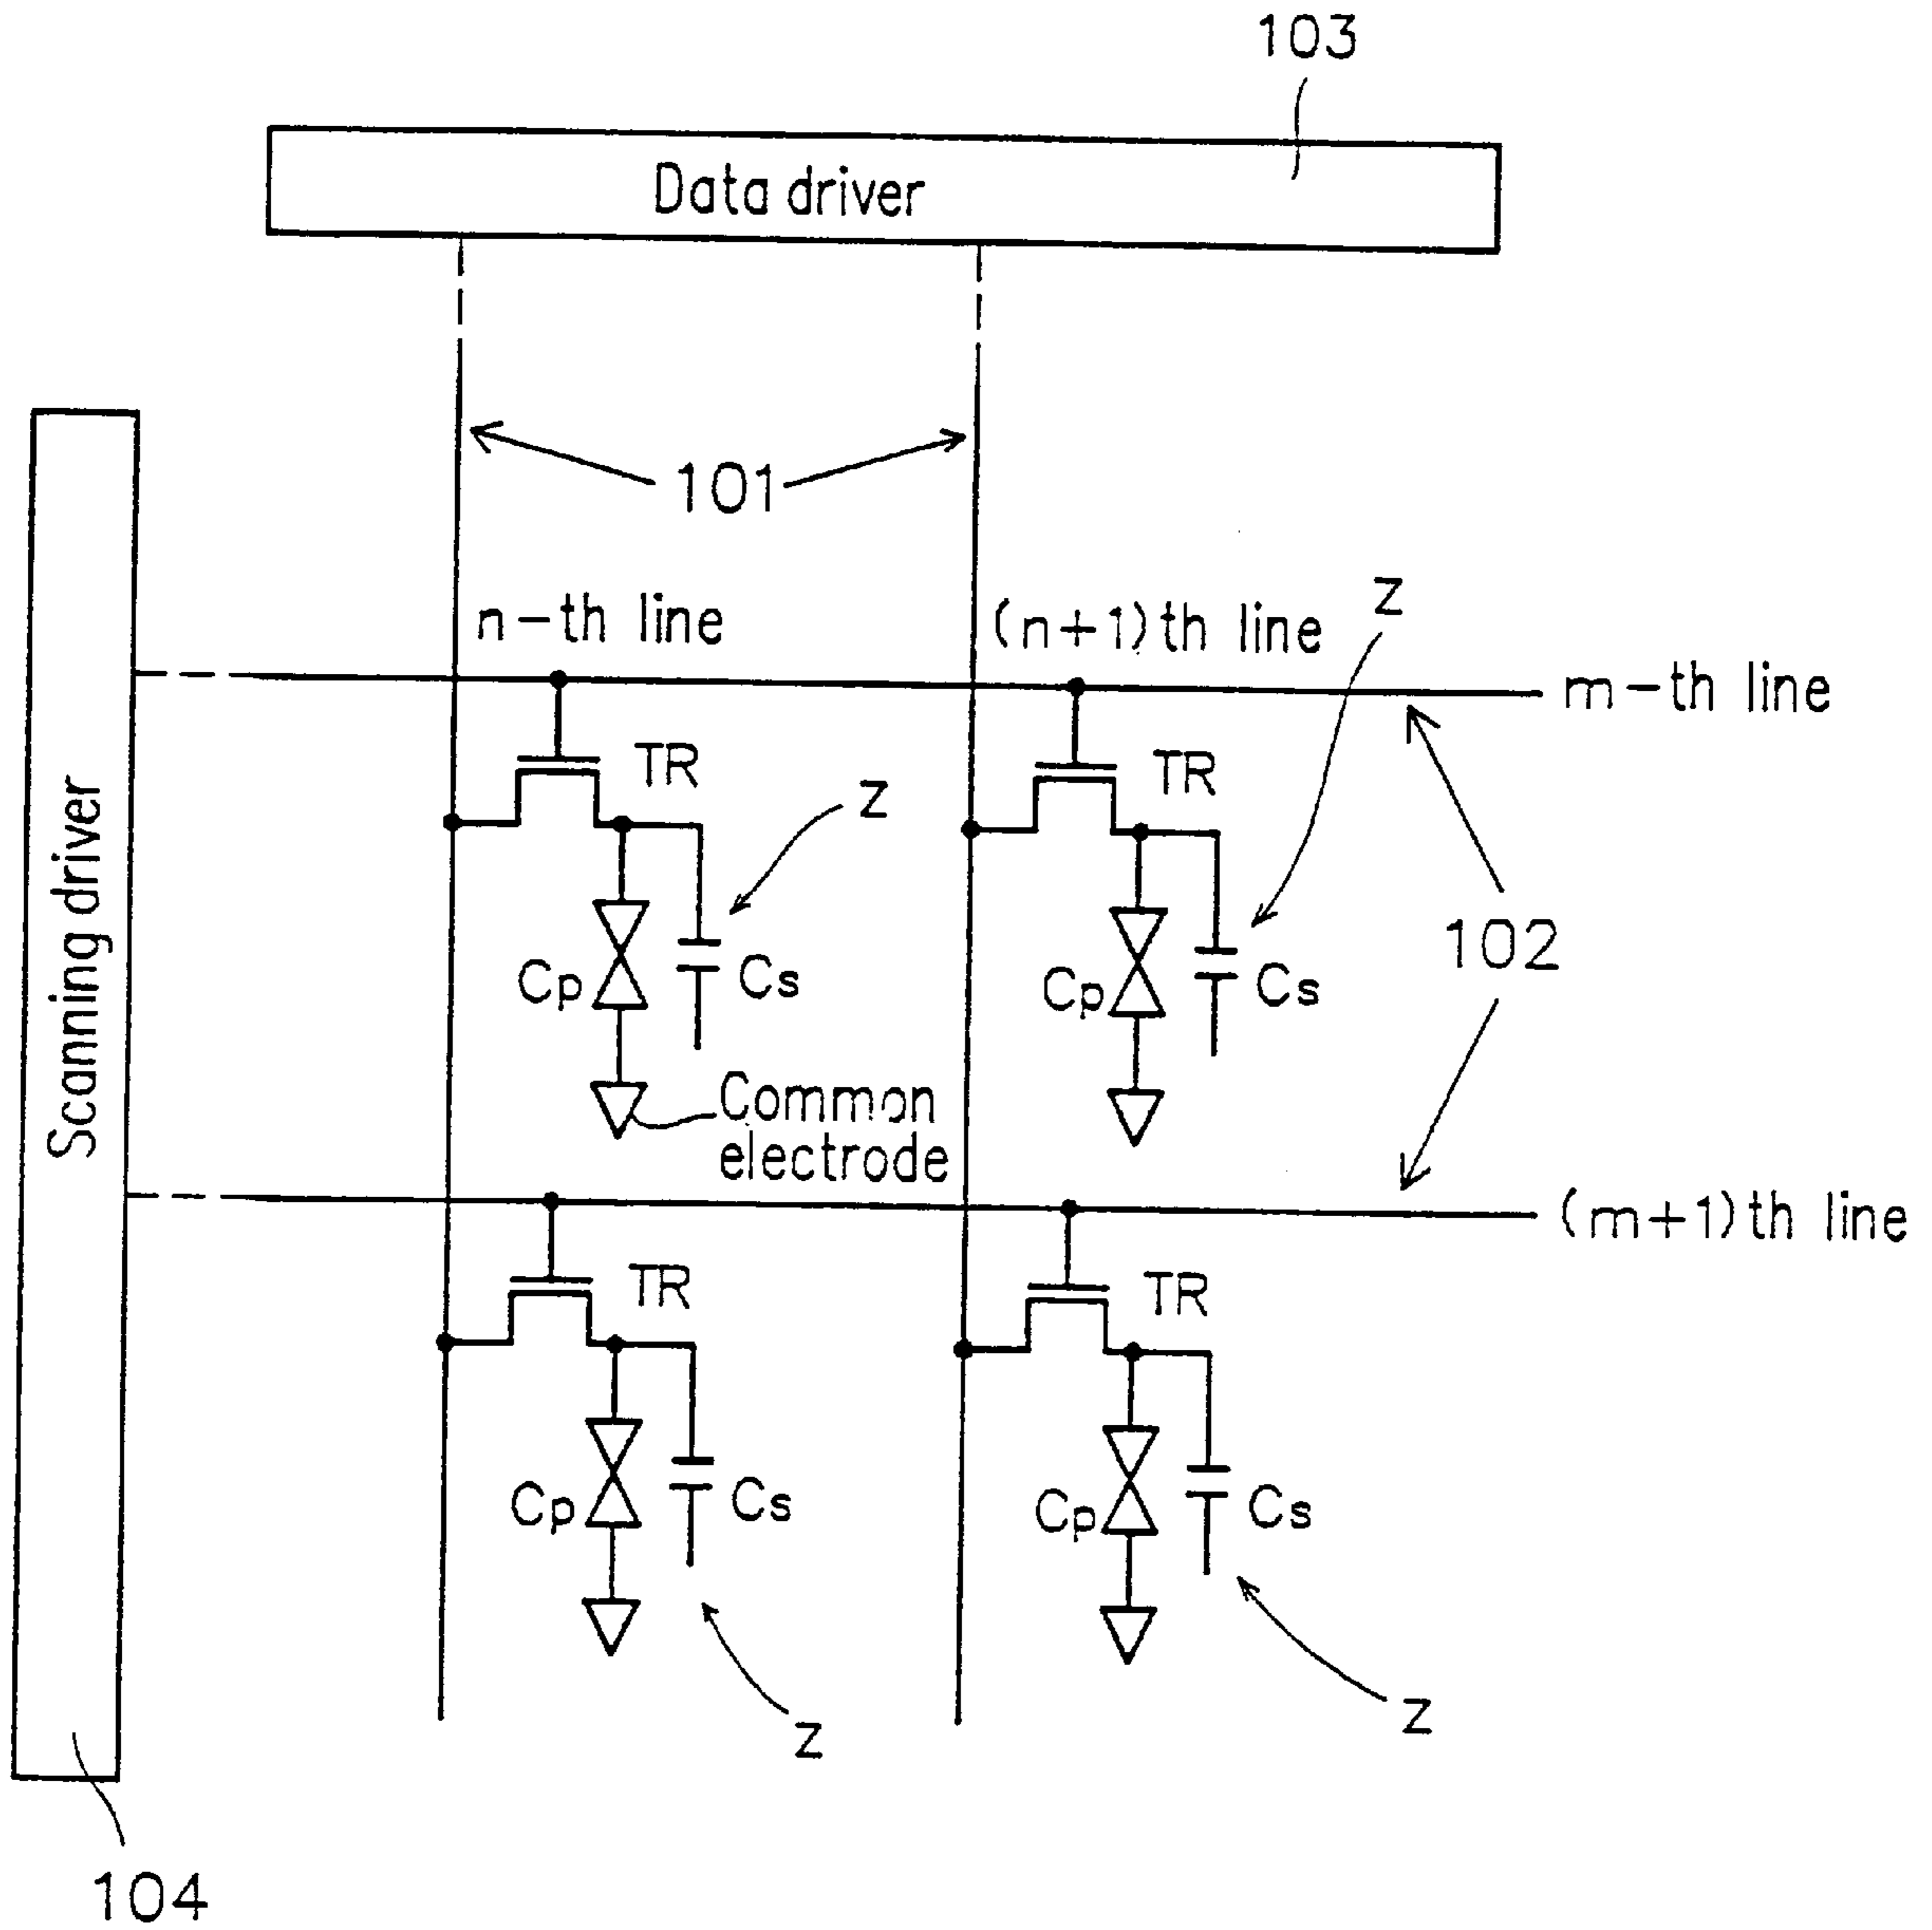 103
Data driver
101
n-th line
(n+1)th line
Z
m-th line
TR
TR
Z
Scanning driver
102
Cp
Cs
Cp
Cs
Common
electrode
(m+1)th line
TR
TR
Cp
Cs
Cp
Cs
Z
Z
104